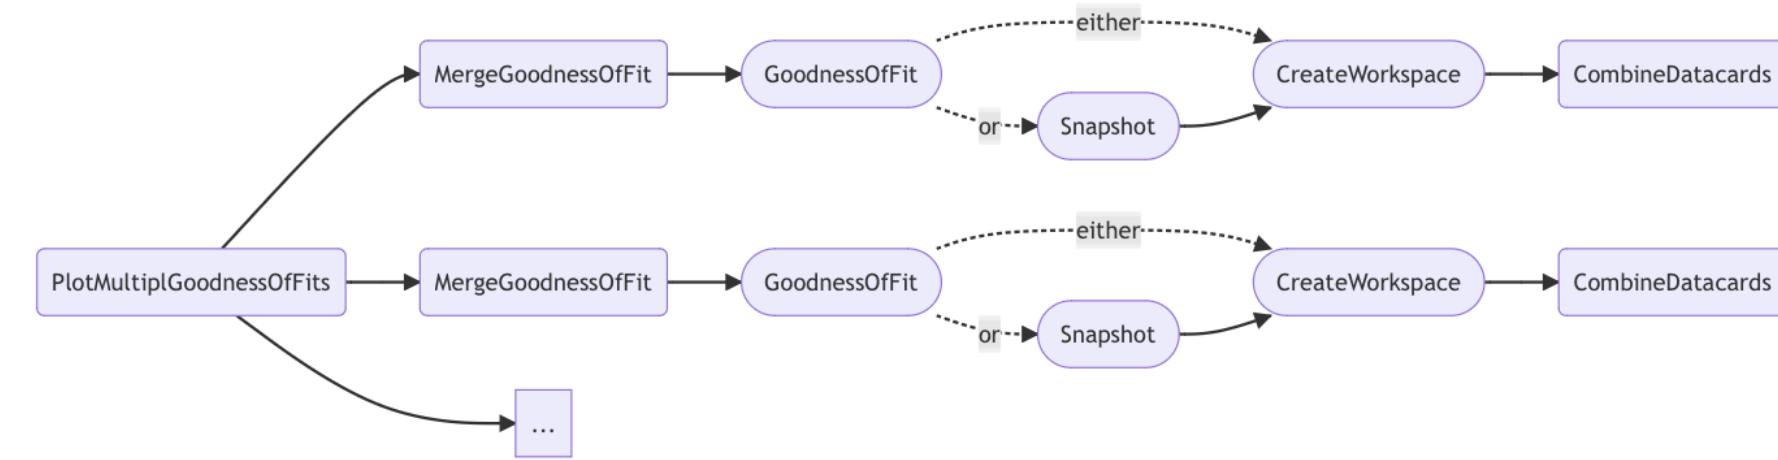 either
MergeGoodnessOfFit
GoodnessOfFit
CreateWorkspace
CombineDatacards
or
Snapshot
either
PlotMultiplGoodnessOfFits
MergeGoodnessOfFit
GoodnessOfFit
CreateWorkspace
CombineDatacards
or
Snapshot
...